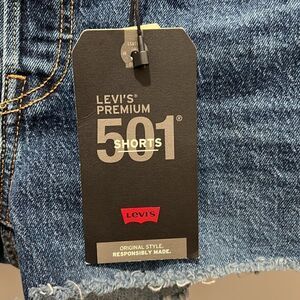 LEVI'S®
PREMIUM
501®
SHORTS
Levi's
ORIGINAL STYLE.
RESPONSIBLY MADE.